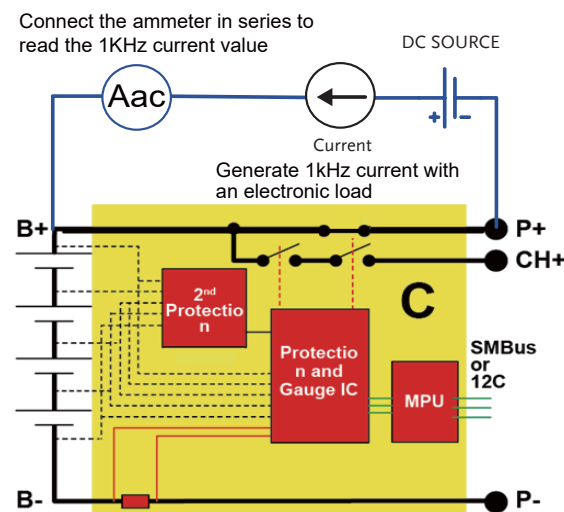 Connect the ammeter in series to
read the 1KHz current value
DC SOURCE
Aac
+
-
Current
Generate 1kHz current with
an electronic load
B+
P+
CH+
C
2nd
Protectio
n
Protectio
n and
Gauge IC
MPU
SMBus
or
12C
B-
P-